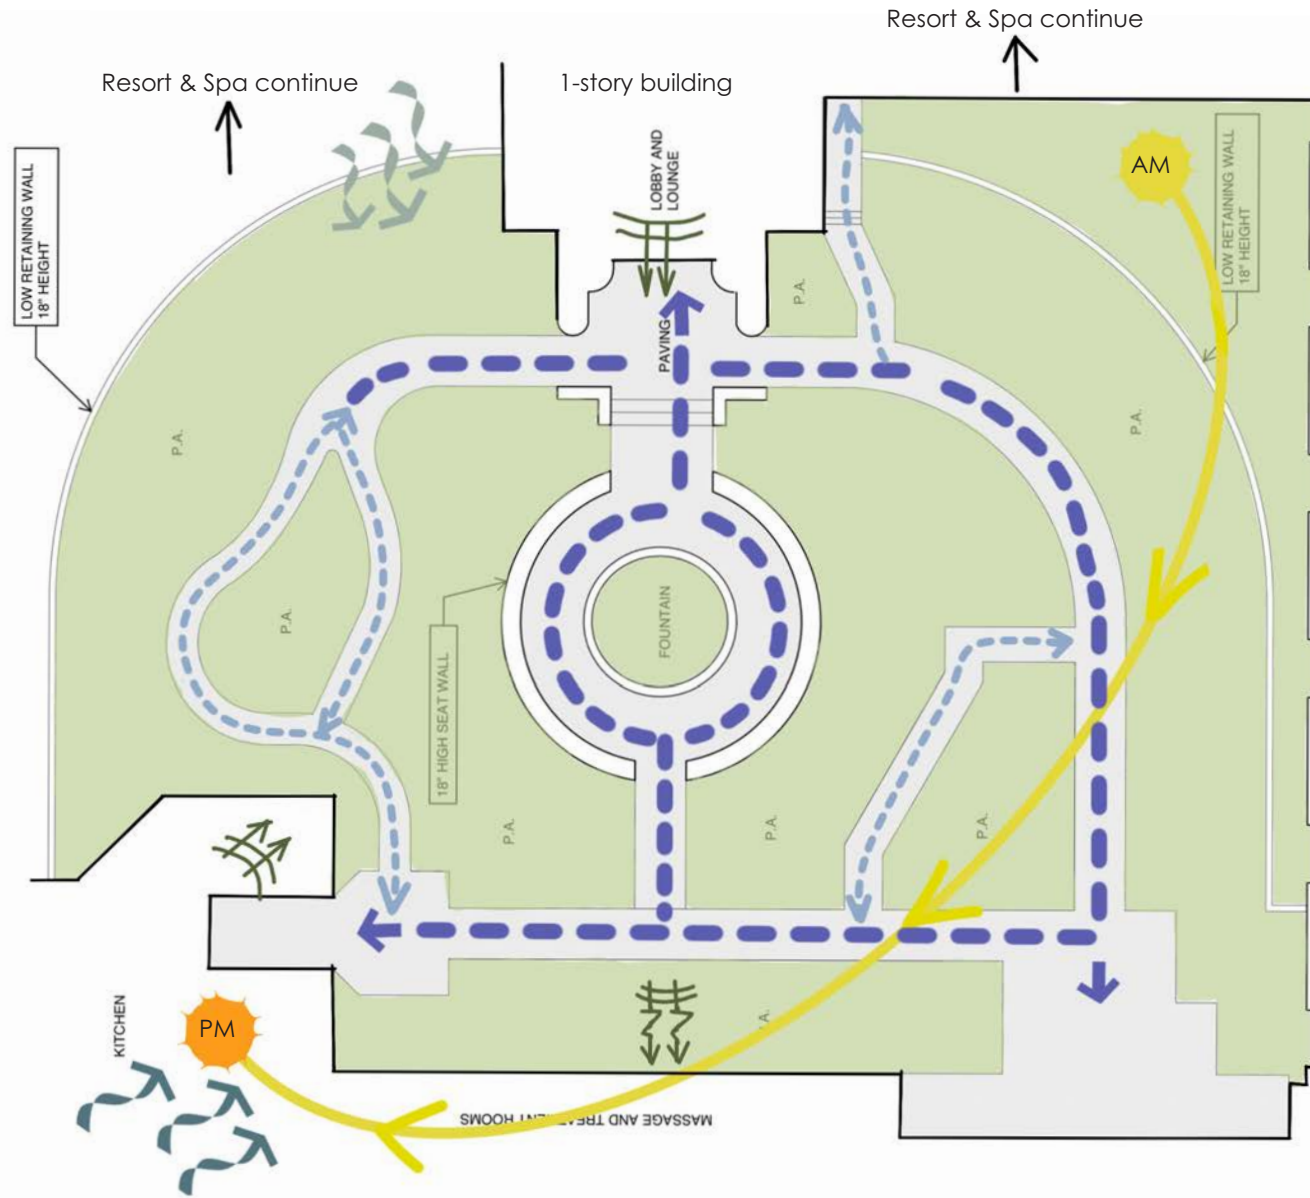 Resort & Spa continue
Resort & Spa continue
1-story building
LOBBY AND
LOUNGE
AM
LOW RETAINING WALL
18" HEIGHT
LOW RETAINING WALL
18" HEIGHT
P.A.
PAVING
P.A.
P.A.
P.A.
FOUNTAIN
18" HIGH SEAT WALL
P.A.
P.A.
P.A.
KITCHEN
PM
MASSAGE AND TREATMENT ROOMS